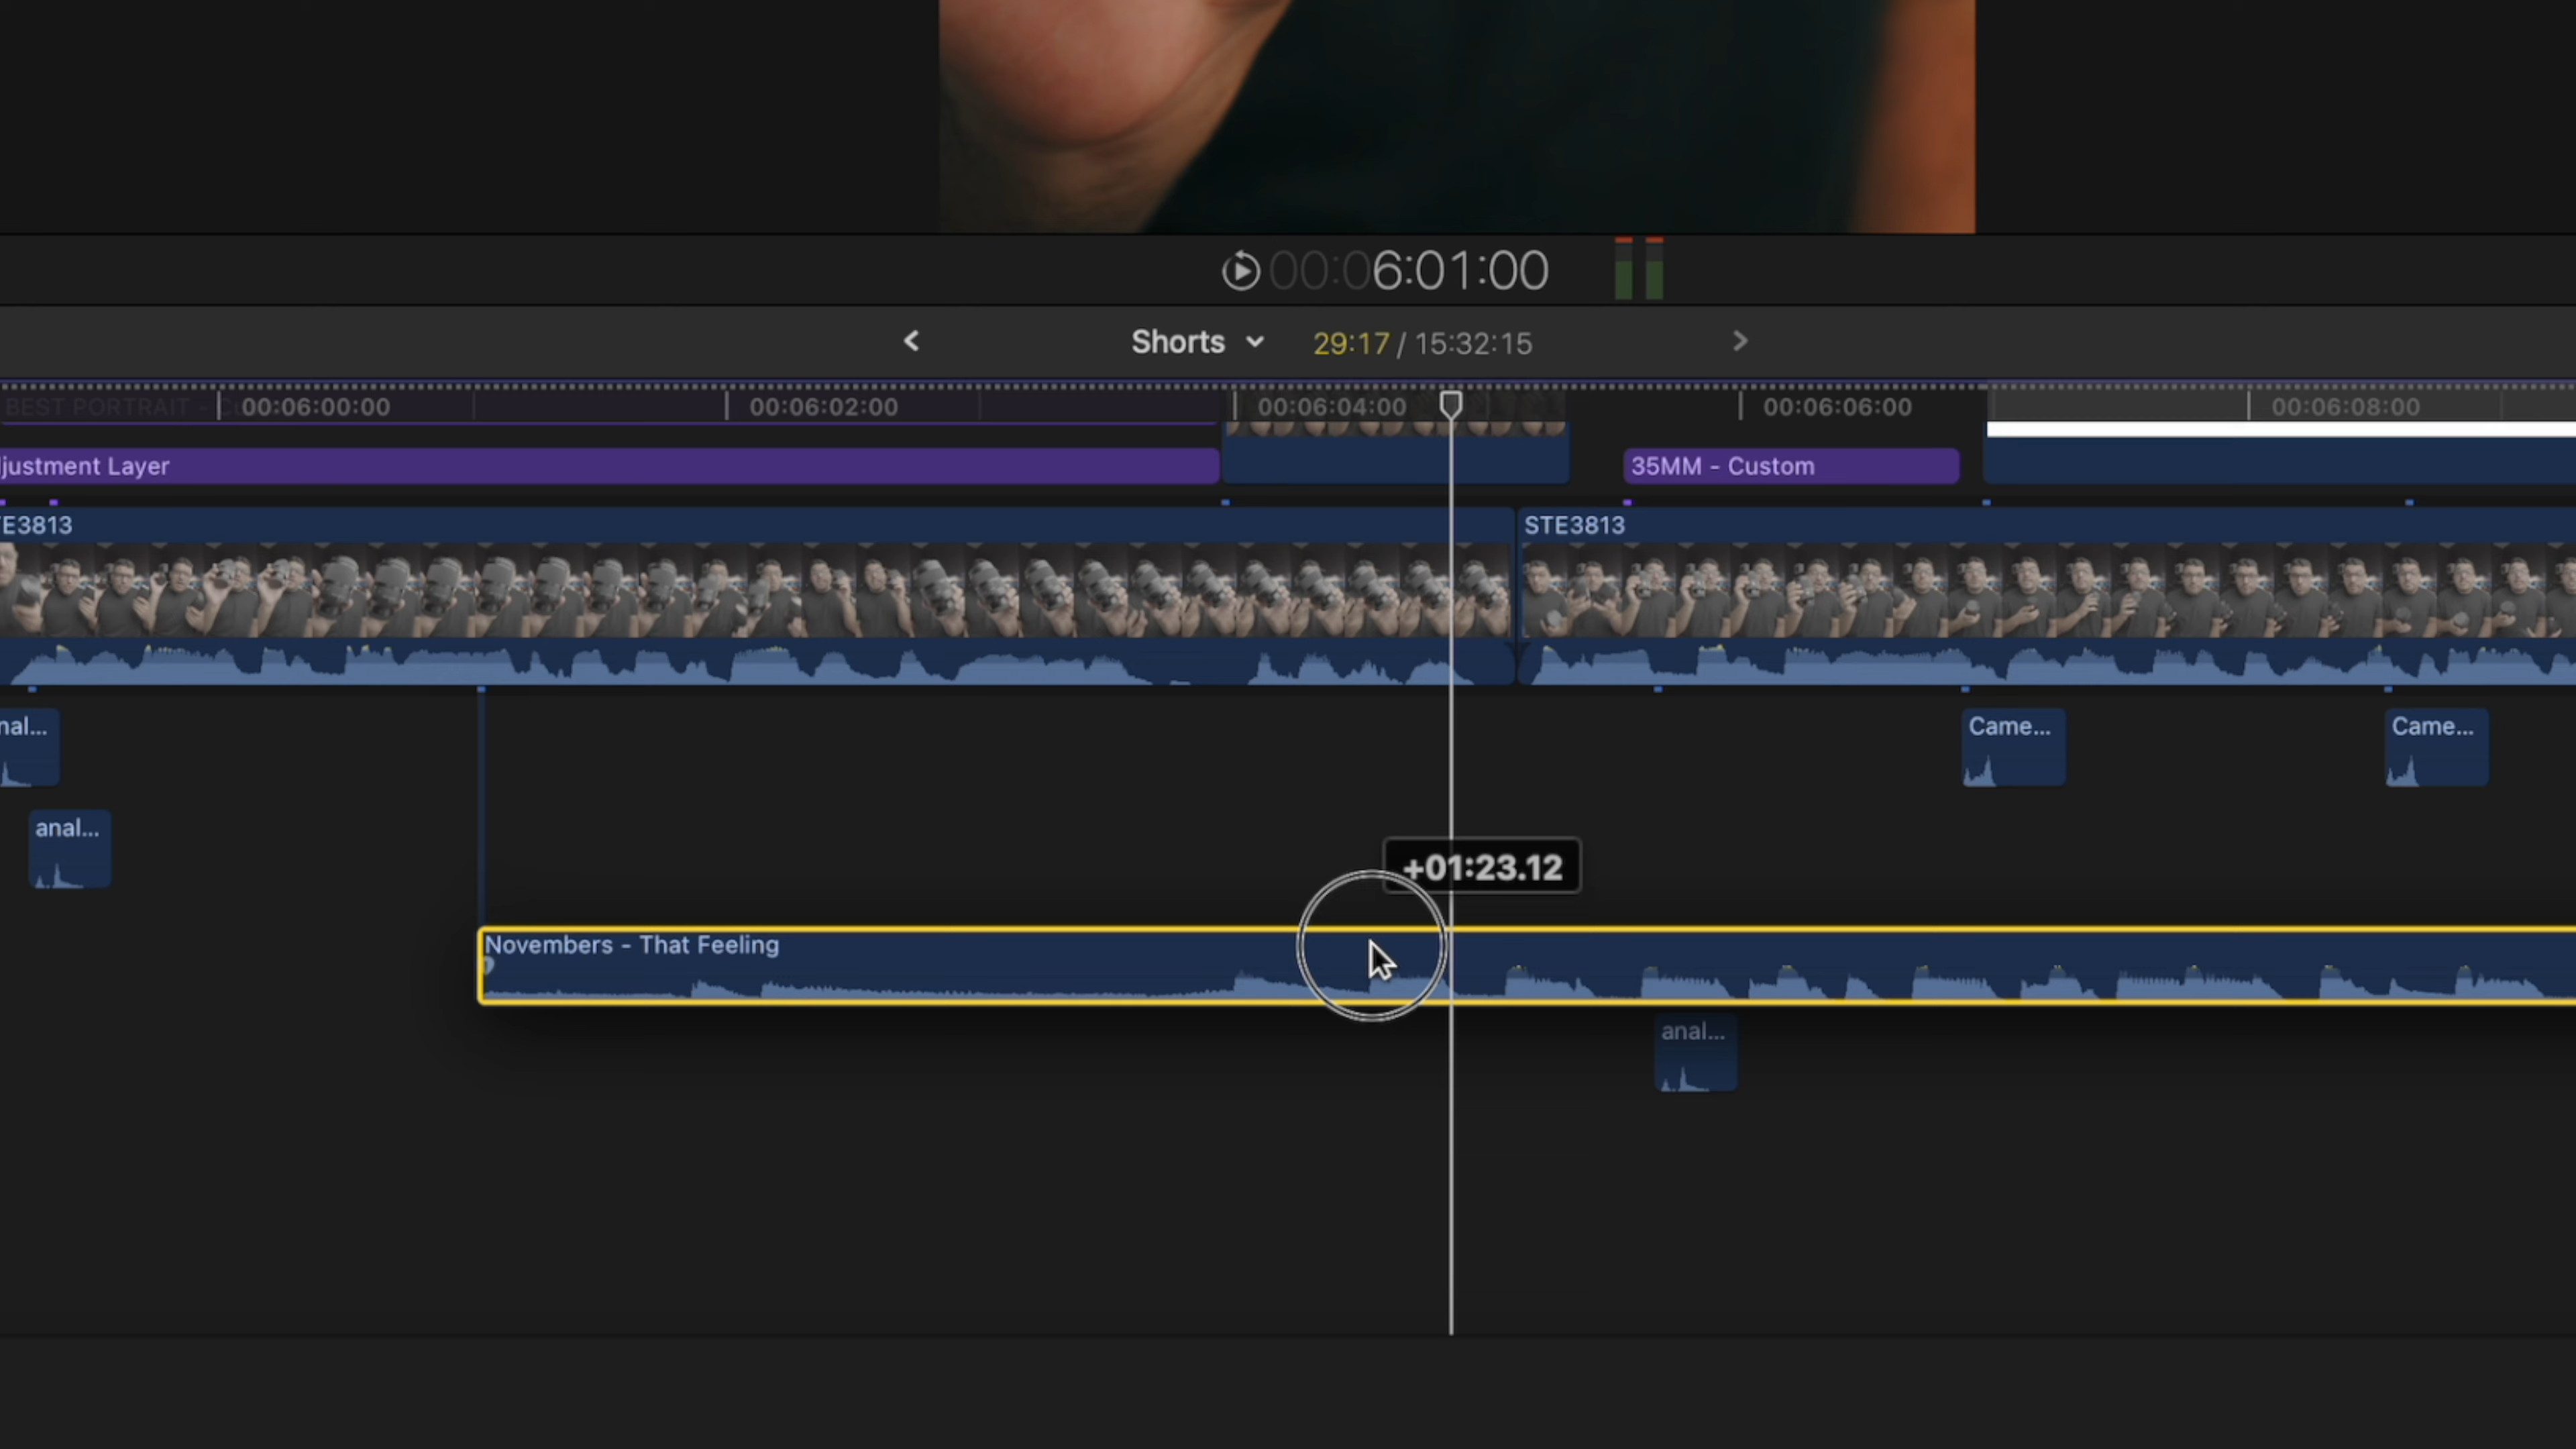 00:06:01:00
Shorts 29:17 / 15:32:15
BEST PORTRAIT - Cu
00:06:00:00 00:06:02:00 00:06:04:00 00:06:06:00 00:06:08:00
justment Layer
35MM - Custom
E3813
STE3813
nal...
Came...
Came...
anal...
+01:23.12
Novembers - That Feeling
anal...